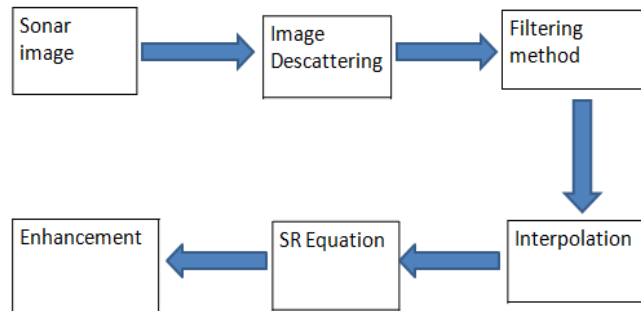 Sonar
image
Image
Descattering
Filtering
method
Interpolation
SR Equation
Enhancement